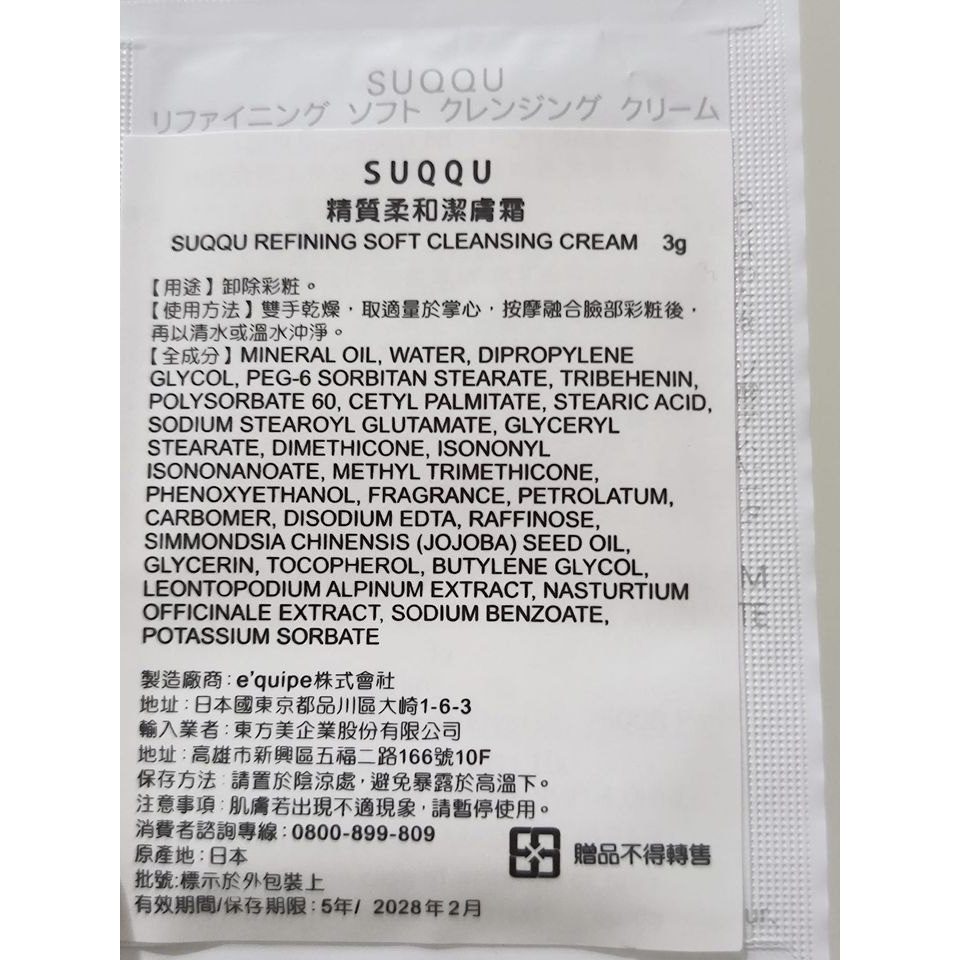 SUQQU
リファイニング ソフト クレンジング クリーム
SUQQU
精質柔和潔膚霜
SUQQU REFINING SOFT CLEANSING CREAM 3g
【用途】卸除彩粧。
【使用方法】雙手乾燥，取適量於掌心，按摩融合臉部彩粧後，
再以清水或溫水沖淨。
【全成分】MINERAL OIL, WATER, DIPROPYLENE
GLYCOL, PEG-6 SORBITAN STEARATE, TRIBEHENIN,
POLYSORBATE 60, CETYL PALMITATE, STEARIC ACID,
SODIUM STEAROYL GLUTAMATE, GLYCERYL
STEARATE, DIMETHICONE, ISONONYL
ISONONANOATE, METHYL TRIMETHICONE,
PHENOXYETHANOL, FRAGRANCE, PETROLATUM,
CARBOMER, DISODIUM EDTA, RAFFINOSE,
SIMMONDSIA CHINENSIS (JOJOBA) SEED OIL,
GLYCERIN, TOCOPHEROL, BUTYLENE GLYCOL,
LEONTOPODIUM ALPINUM EXTRACT, NASTURTIUM
OFFICINALE EXTRACT, SODIUM BENZOATE,
POTASSIUM SORBATE
製造廠商：e'quipe株式會社
地址：日本國東京都品川區大崎1-6-3
輸入業者：東方美企業股份有限公司
地址：高雄市新興區五福二路166號10F
保存方法：請置於陰涼處，避免暴露於高溫下。
注意事項：肌膚若出現不適現象，請暫停使用。
消費者諮詢專線：0800-899-809
原產地：日本
批號:標示於外包裝上
有效期間/保存期限：5年/ 2028年2月
贈品不得轉售